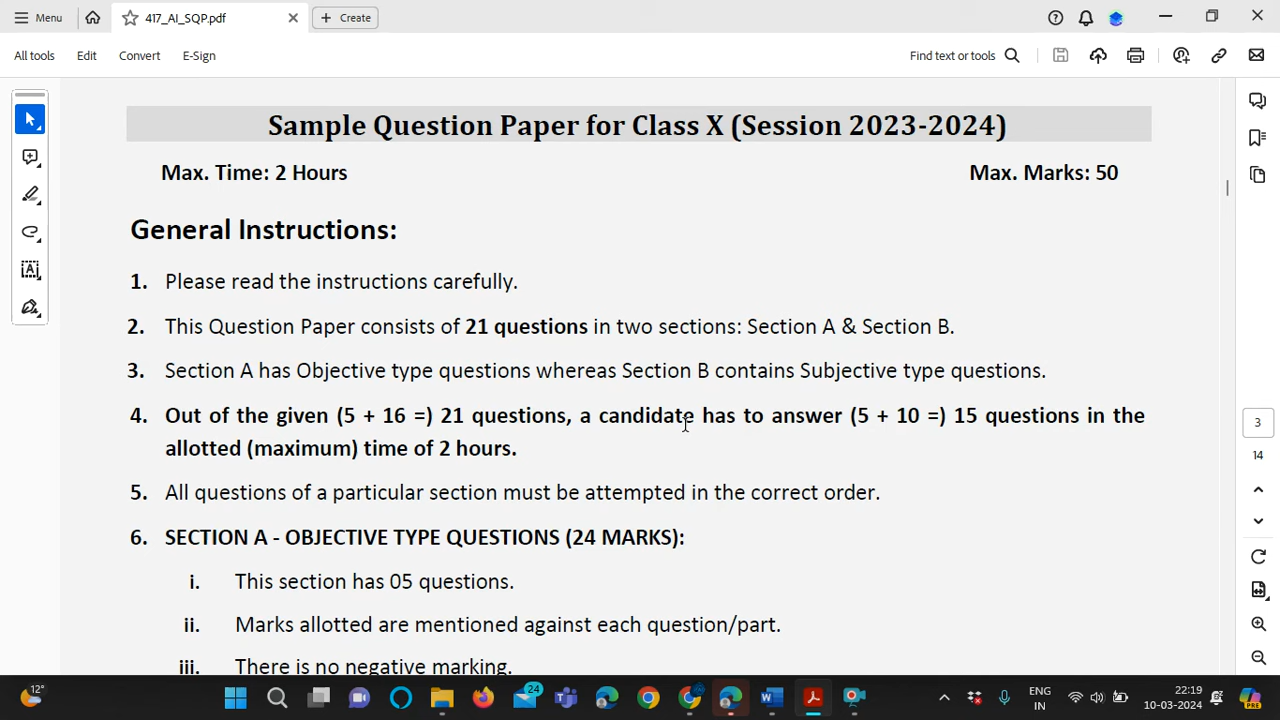 Menu
417_AI_SQP.pdf
Create
All tools Edit Convert E-Sign
Find text or tools
Sample Question Paper for Class X (Session 2023-2024)
Max. Time: 2 Hours Max. Marks: 50
General Instructions:
1. Please read the instructions carefully.
2. This Question Paper consists of 21 questions in two sections: Section A & Section B.
3. Section A has Objective type questions whereas Section B contains Subjective type questions.
4. Out of the given (5 + 16 =) 21 questions, a candidate has to answer (5 + 10 =) 15 questions in the
allotted (maximum) time of 2 hours.
5. All questions of a particular section must be attempted in the correct order.
6. SECTION A - OBJECTIVE TYPE QUESTIONS (24 MARKS):
i. This section has 05 questions.
ii. Marks allotted are mentioned against each question/part.
iii. There is no negative marking.
3
14
12°
24
ENG
IN
22:19
10-03-2024
PRE